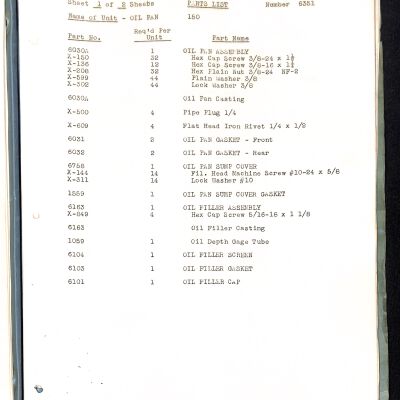 Sheet 1 of 2 Sheets PARTS LIST Number 6351
Name of Unit - OIL PAN 150
Part No. Req'd Per Unit Part Name
6030A 1 OIL PAN ASSEMBLY
X-150 32 Hex Cap Screw 3/8-24 x
X-136 12 Hex Cap Screw 3/8-16 x
X-208 32 Hex Plain Nut 3/8-24 NF-2
X-599 44 Plain Washer 3/8
X-302 44 Lock Washer 3/8
6030A Oil Pan Casting
X-500 4 Pipe Plug 1/4
X-609 4 Flat Head Iron Rivet 1/4 x 1/2
6031 2 OIL PAN GASKET - Front
6032 2 OIL PAN GASKET - Rear
6758 1 OIL PAN SUMP COVER
X-144 14 Fil. Head Machine Screw #10-24 x 5/8
X-311 14 Lock Washer #10
1559 1 OIL PAN SUMP COVER GASKET
6163 1 OIL FILLER ASSEMBLY
X-849 4 Hex Cap Screw 5/16-16 x 1 1/8
6163 1 Oil Filler Casting
1059 1 Oil Depth Gage Tube
6104 1 OIL FILLER SCREEN
6103 1 OIL FILLER GASKET
6101 1 OIL FILLER CAP